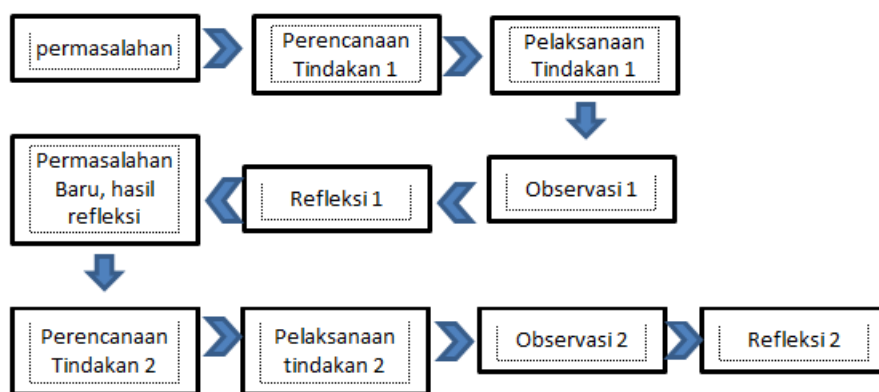 permasalahan
Perencanaan
Tindakan 1
Pelaksanaan
Tindakan 1
Observasi 1
Refleksi 1
Permasalahan
Baru, hasil
refleksi
Perencanaan
Tindakan 2
Pelaksanaan
tindakan 2
Observasi 2
Refleksi 2